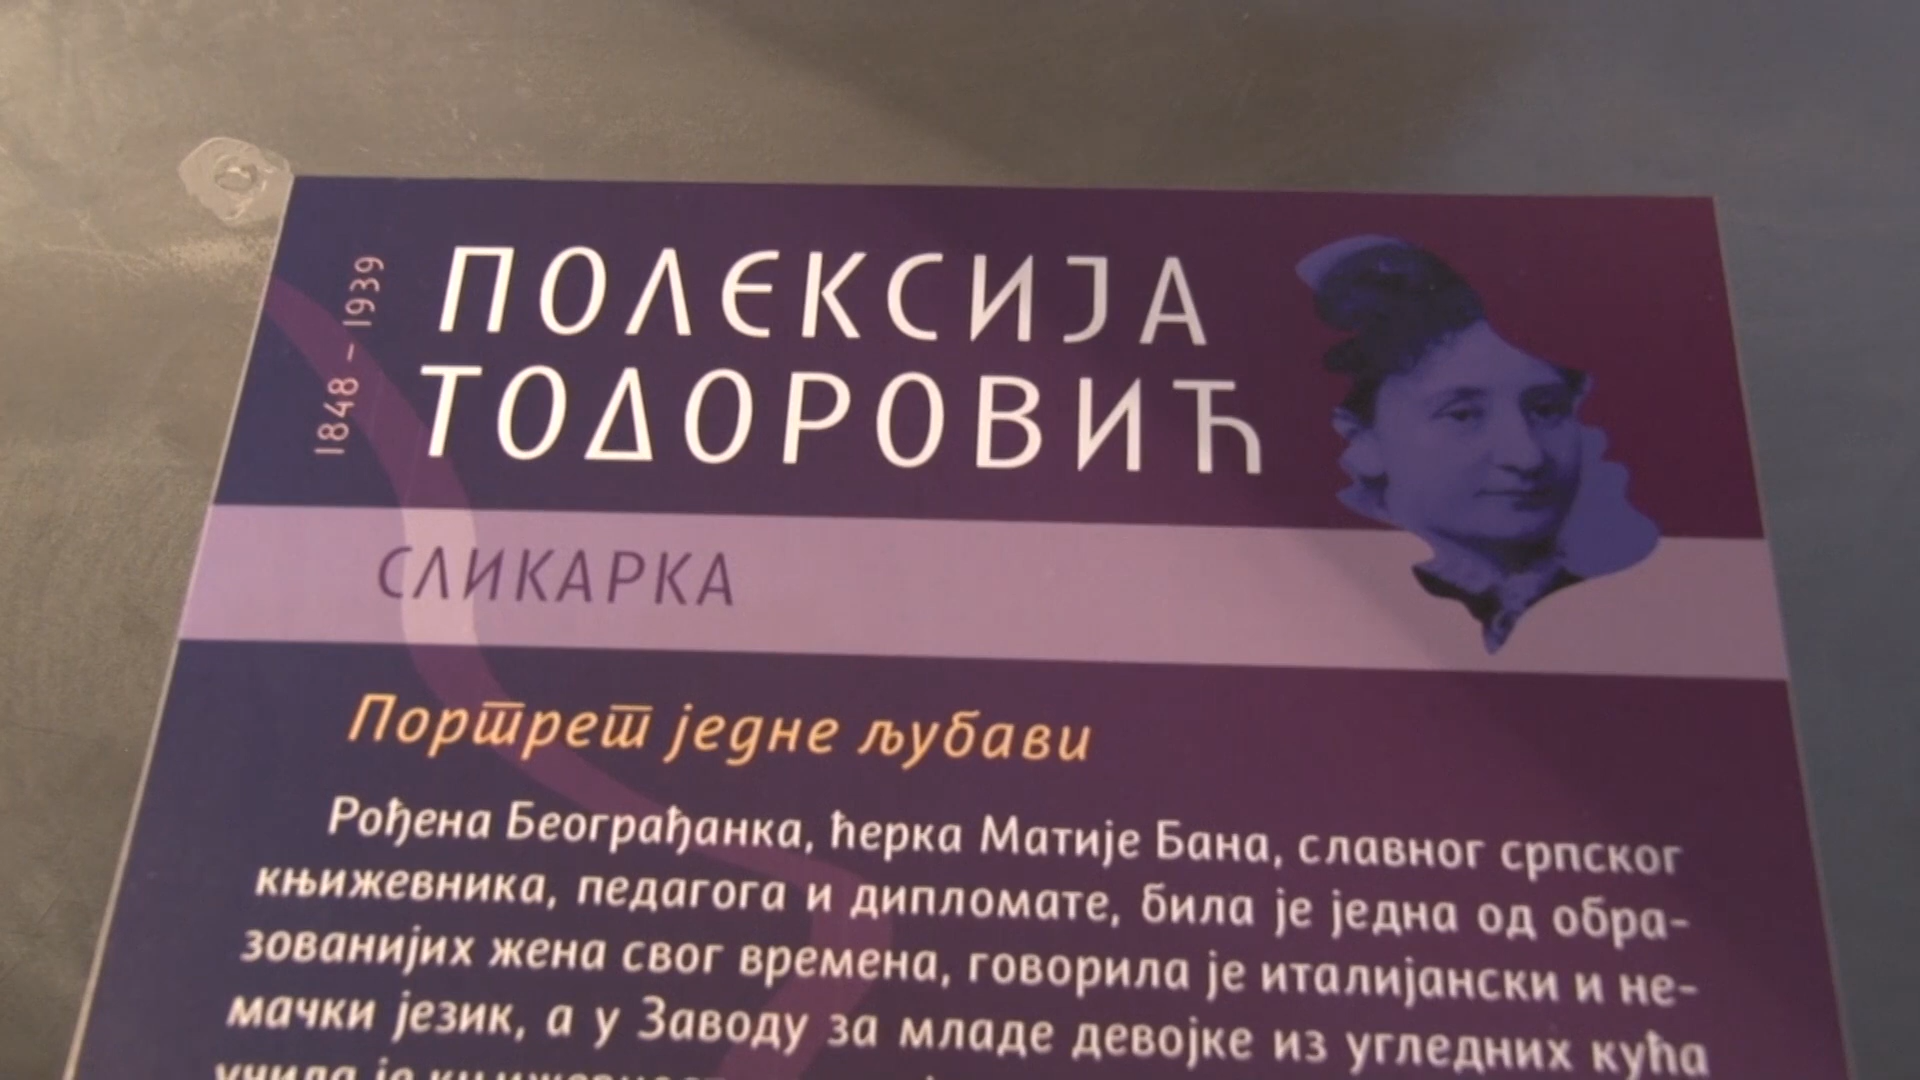 1848 – 1939
ПОЛЕКСИЈА
ТОДОРОВИЋ
СЛИКАРКА
Портрет једне љубави
Рођена Београђанка, ћерка Матије Бана, славног српског
књижевника, педагога и дипломате, била је једна од обра-
зованијих жена свог времена, говорила је италијански и не-
мачки језик, а у Заводу за младе девојке из угледних кућа
учила је